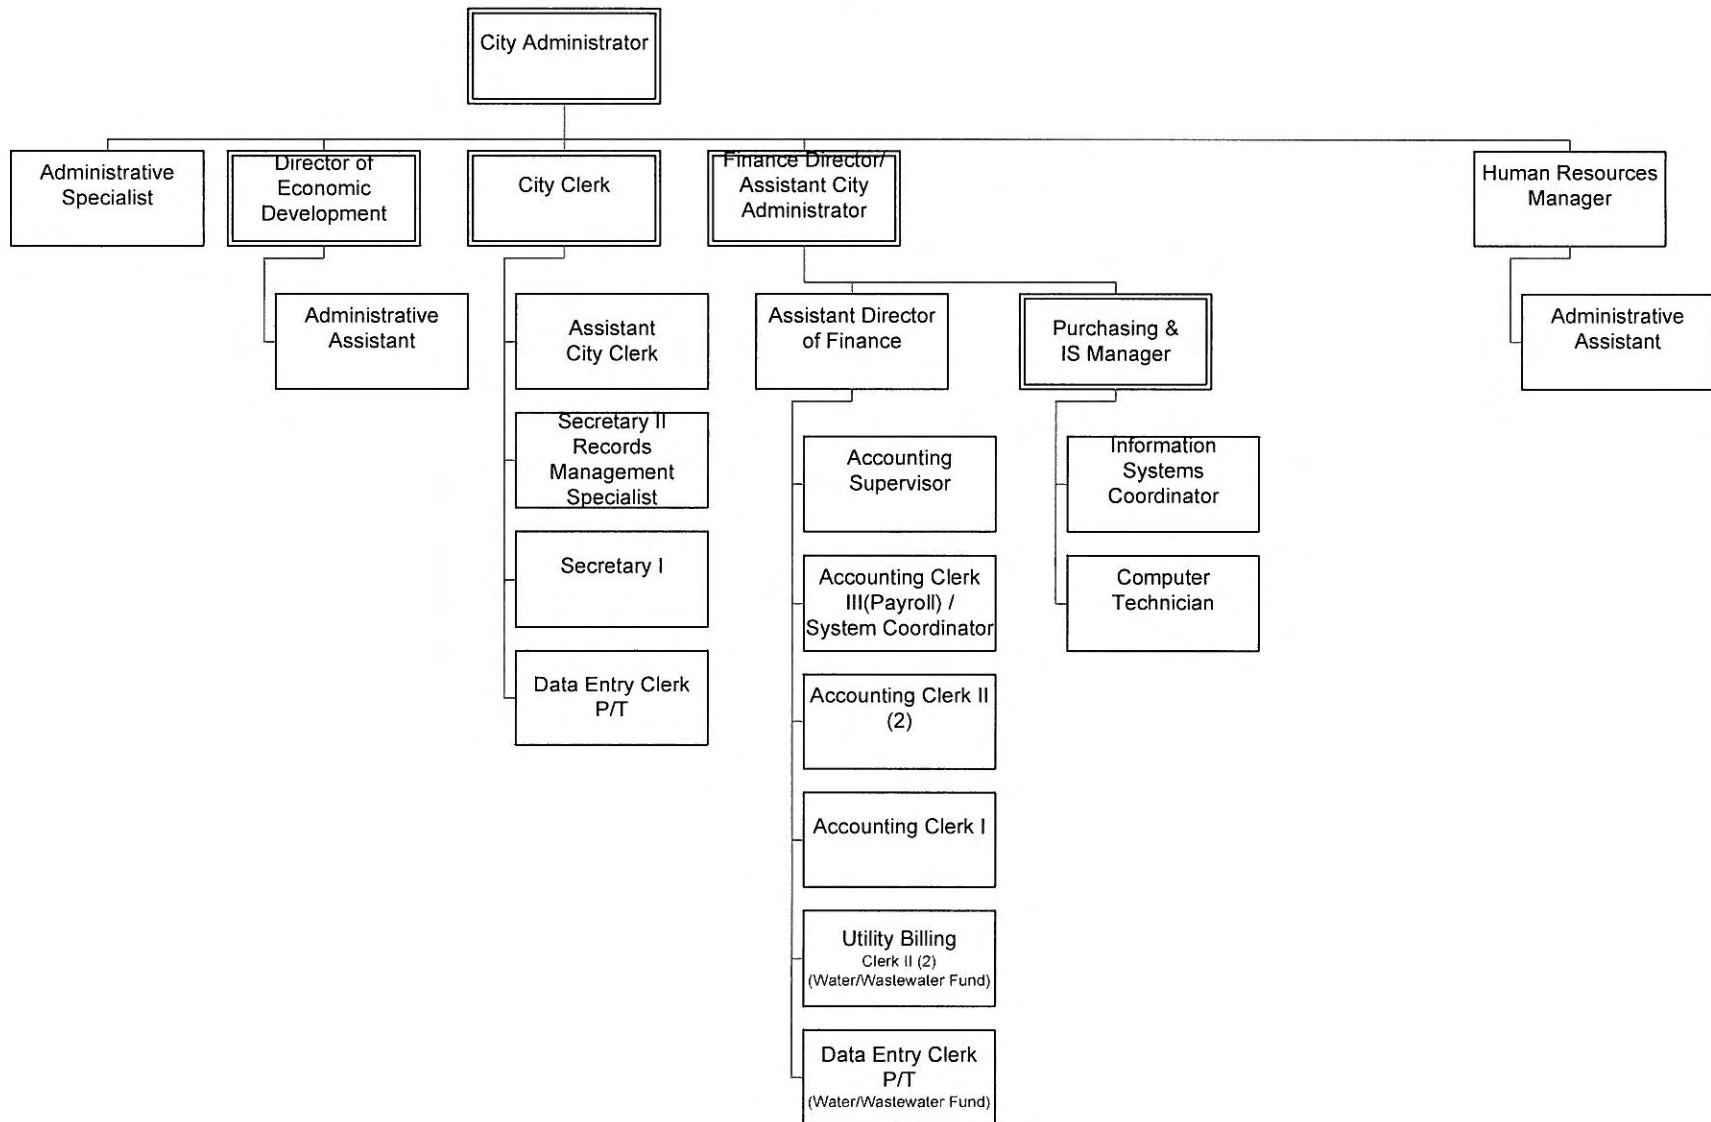 City Administrator
Administrative
Specialist
Director of
Economic
Development
City Clerk
Finance Director/
Assistant City
Administrator
Human Resources
Manager
Administrative
Assistant
Assistant
City Clerk
Assistant Director
of Finance
Purchasing &
IS Manager
Administrative
Assistant
Secretary II
Records
Management
Specialist
Accounting
Supervisor
Information
Systems
Coordinator
Secretary I
Accounting Clerk
III(Payroll) /
System Coordinator
Computer
Technician
Data Entry Clerk
P/T
Accounting Clerk II
(2)
Accounting Clerk I
Utility Billing
Clerk II (2)
(Water/Wastewater Fund)
Data Entry Clerk
P/T
(Water/Wastewater Fund)